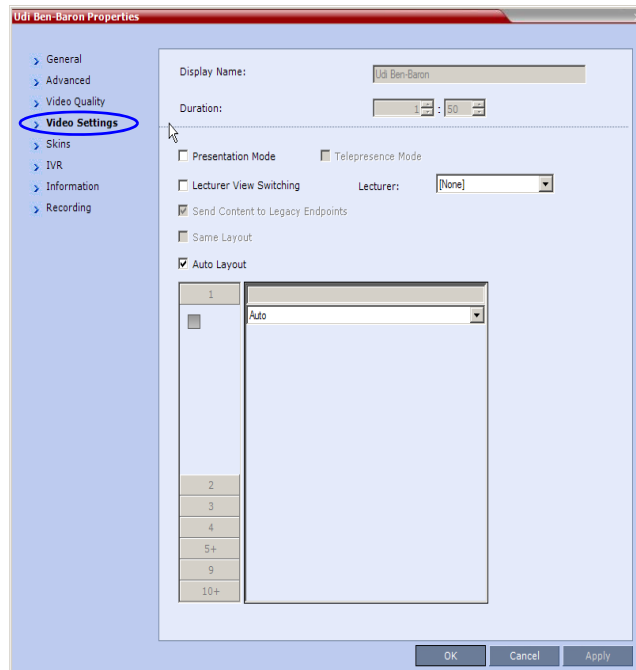 Udi Ben-Baron Properties
General
Advanced
Video Quality
Video Settings
Skins
IVR
Information
Recording
Display Name: Udi Ben-Baron
Duration: 1 : 50
Presentation Mode Telepresence Mode
Lecturer View Switching Lecturer: [None]
Send Content to Legacy Endpoints
Same Layout
Auto Layout
1
Auto
2
3
4
5+
9
10+
OK Cancel Apply